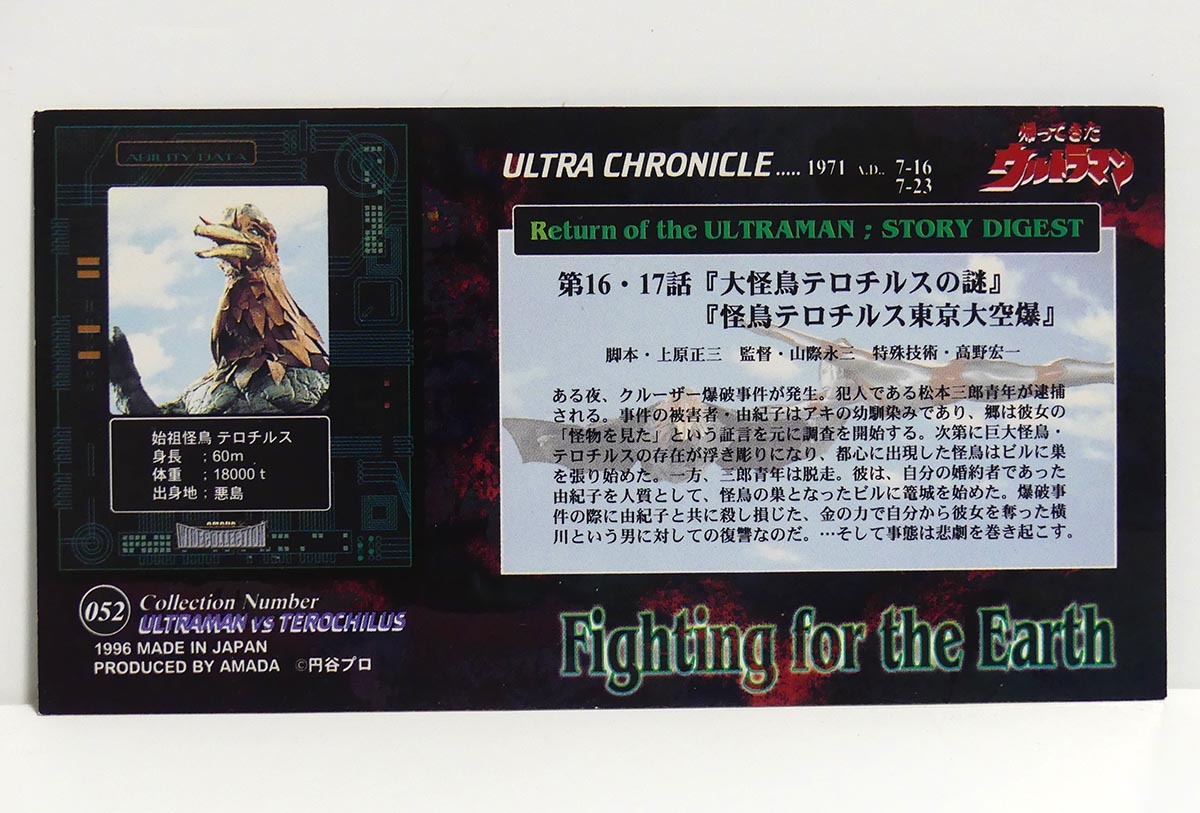 ABILITY DATA
始祖怪鳥 テロチルス
身長 ;60m
体重 ;18000t
出身地;悪島
AMADA
WIDECOLLECTION
052 Collection Number
ULTRAMAN VS TEROCHILUS
1996 MADE IN JAPAN
PRODUCED BY AMADA ©円谷プロ
帰ってきた
ウルトラマン
ULTRA CHRONICLE..... 1971 A.D.. 7-16
7-23
Return of the ULTRAMAN ; STORY DIGEST
第16・17話『大怪鳥テロチルスの謎』
『怪鳥テロチルス東京大空爆』
脚本・上原正三 監督・山際永三 特殊技術・高野宏一
ある夜、クルーザー爆破事件が発生。犯人である松本三郎青年が逮捕
される。事件の被害者・由紀子はアキの幼馴染みであり、郷は彼女の
「怪物を見た」という証言を元に調査を開始する。次第に巨大怪鳥・
テロチルスの存在が浮き彫りになり、都心に出現した怪鳥はビルに巣
を張り始めた。一方、三郎青年は脱走。彼は、自分の婚約者であった
由紀子を人質として、怪鳥の巣となったビルに篭城を始めた。爆破事
件の際に由紀子と共に殺し損じた、金の力で自分から彼女を奪った横
川という男に対しての復讐なのだ。…そして事態は悲劇を巻き起こす。
Fighting for the Earth